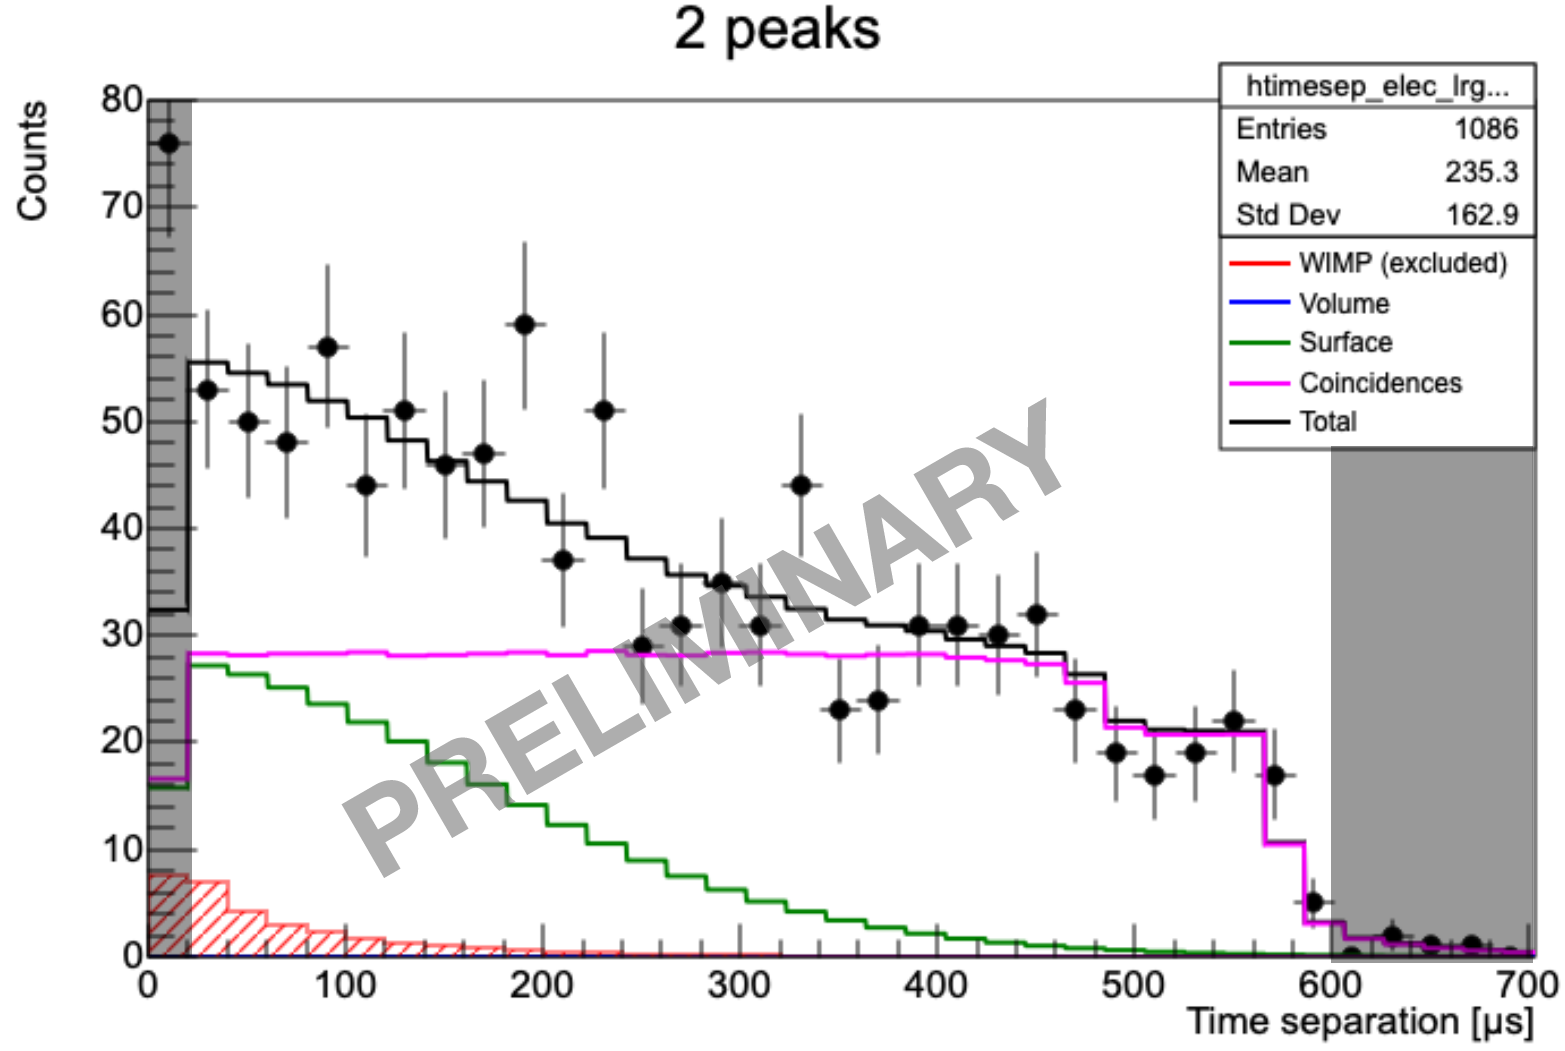 2 peaks
Counts
80
70
60
50
40
30
20
10
0
htimesep_elec_lrg...
Entries 1086
Mean 235.3
Std Dev 162.9
WIMP (excluded)
Volume
Surface
Coincidences
Total
PRELIMINARY
0 100 200 300 400 500 600 700
Time separation [μs]